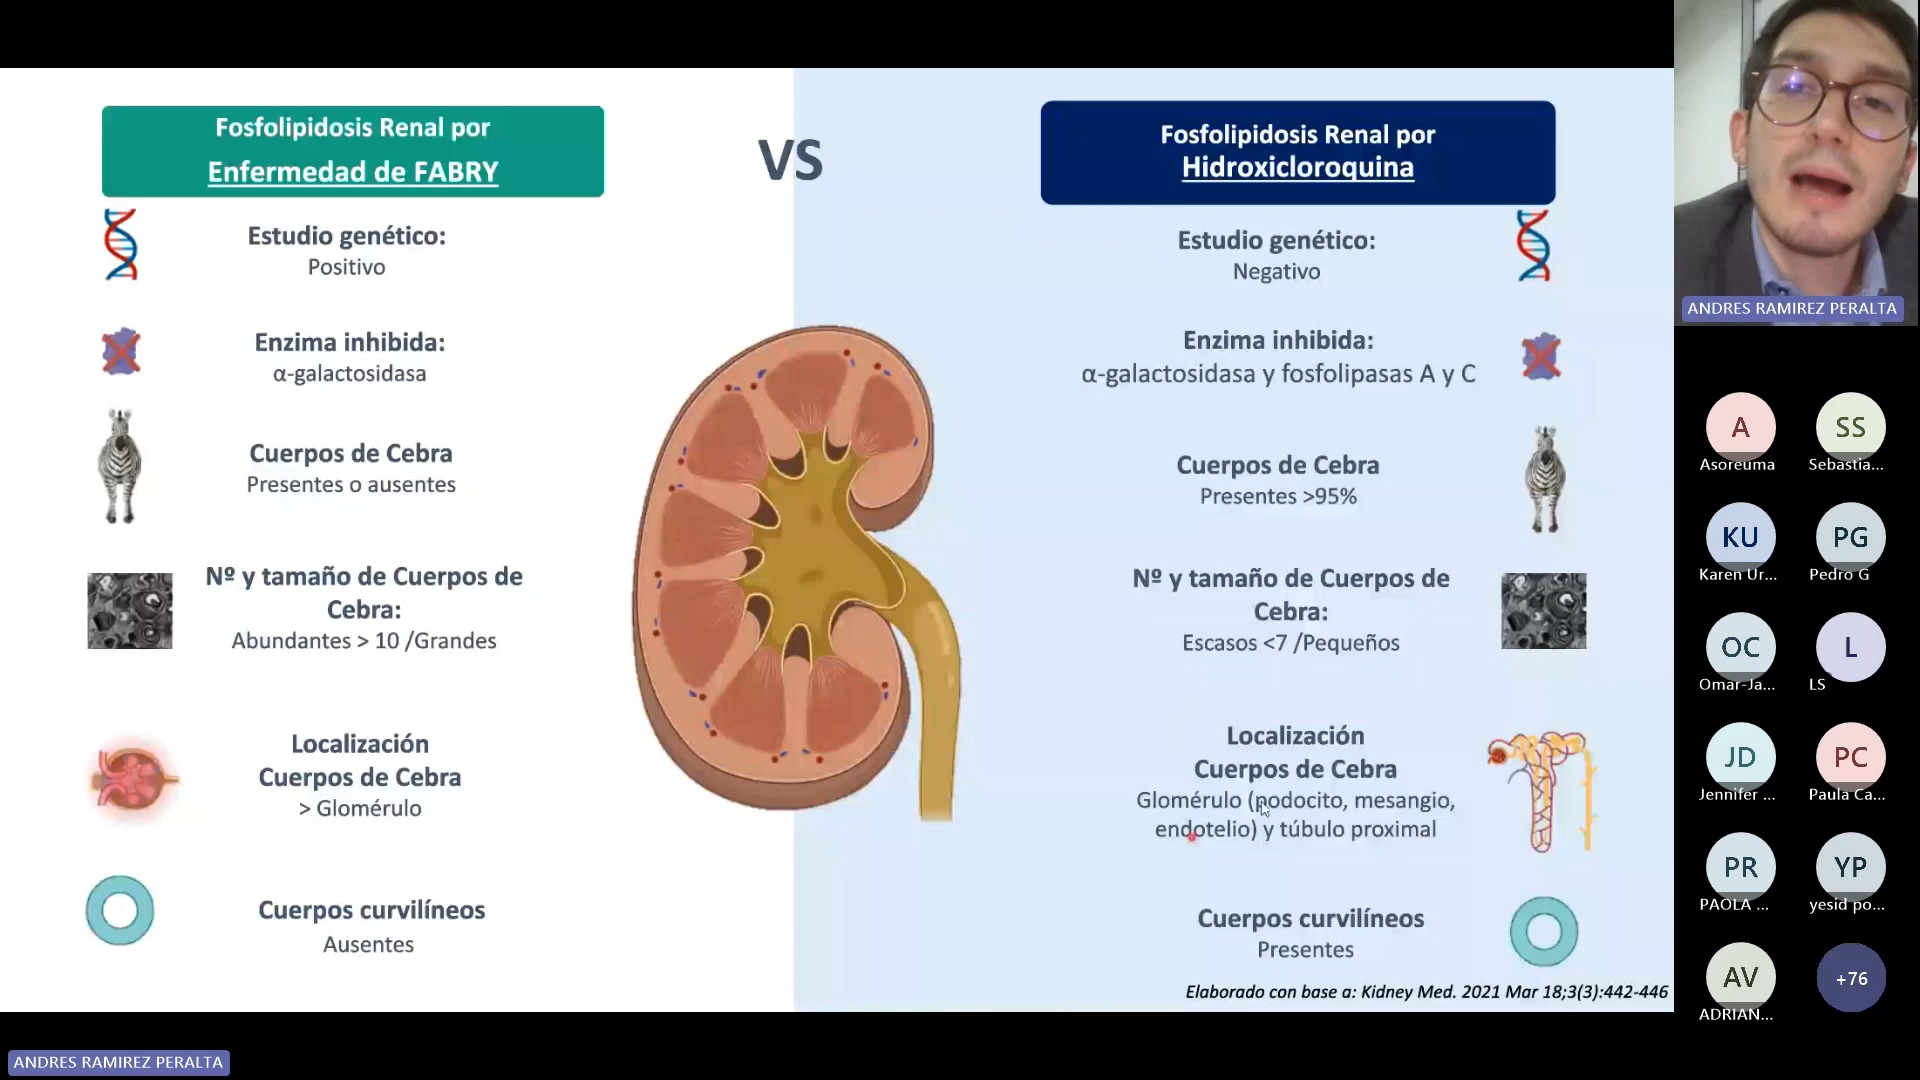 Fosfolipidosis Renal por
Enfermedad de FABRY
VS
Fosfolipidosis Renal por
Hidroxicloroquina
Estudio genético:
Positivo
Enzima inhibida:
α-galactosidasa
Cuerpos de Cebra
Presentes o ausentes
Nº y tamaño de Cuerpos de
Cebra:
Abundantes > 10 /Grandes
Localización
Cuerpos de Cebra
> Glomérulo
Cuerpos curvilíneos
Ausentes
Estudio genético:
Negativo
Enzima inhibida:
α-galactosidasa y fosfolipasas A y C
Cuerpos de Cebra
Presentes >95%
Nº y tamaño de Cuerpos de
Cebra:
Escasos <7 /Pequeños
Localización
Cuerpos de Cebra
Glomérulo (podocito, mesangio,
endotelio) y túbulo proximal
Cuerpos curvilíneos
Presentes
Elaborado con base a: Kidney Med. 2021 Mar 18;3(3):442-446
ANDRES RAMIREZ PERALTA
A
Asoreuma
SS
Sebastia...
KU
Karen Ur...
PG
Pedro G
OC
Omar-Ja...
L
LS
JD
Jennifer ...
PC
Paula Ca...
PR
PAOLA ...
YP
yesid po...
AV
ADRIAN...
+76
ANDRES RAMIREZ PERALTA